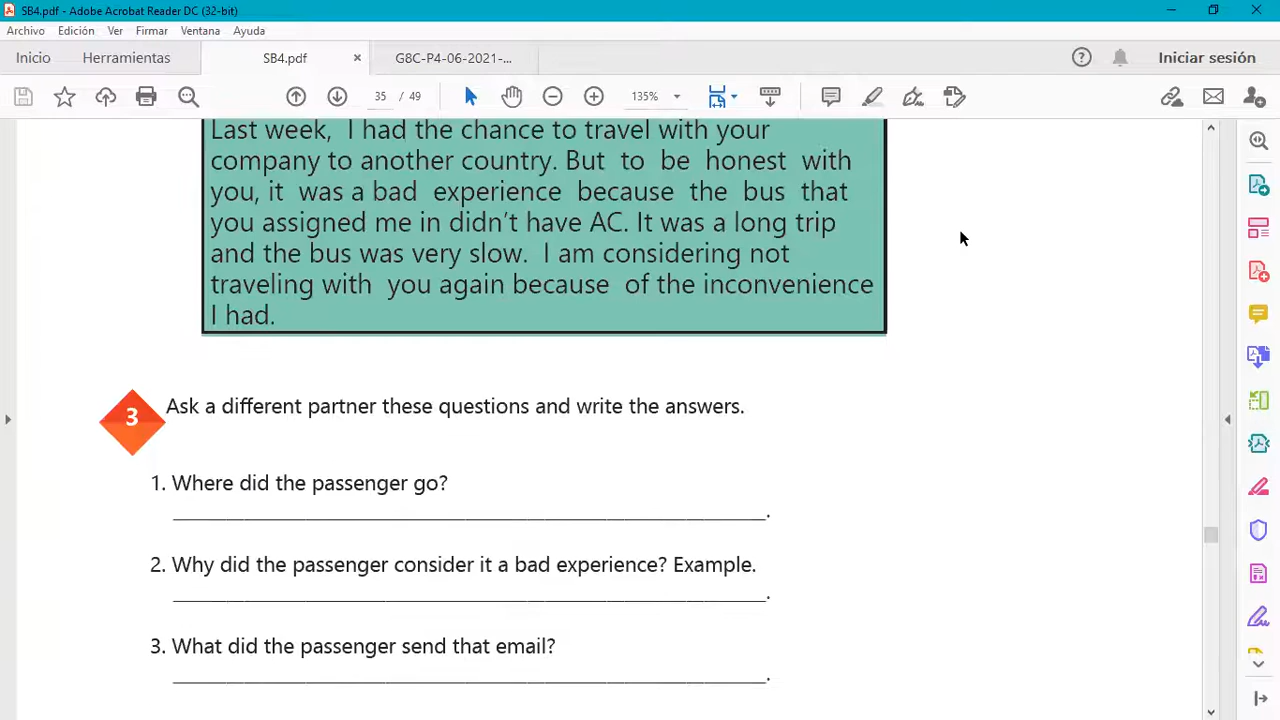 SB4.pdf - Adobe Acrobat Reader DC (32-bit)
Archivo Edición Ver Firmar Ventana Ayuda
Inicio Herramientas SB4.pdf × G8C-P4-06-2021-... ? Iniciar sesión
35 / 49 135%
Last week, I had the chance to travel with your
company to another country. But to be honest with
you, it was a bad experience because the bus that
you assigned me in didn't have AC. It was a long trip
and the bus was very slow. I am considering not
traveling with you again because of the inconvenience
I had.
3 Ask a different partner these questions and write the answers.
1. Where did the passenger go?
______________________________.
2. Why did the passenger consider it a bad experience? Example.
______________________________.
3. What did the passenger send that email?
______________________________.